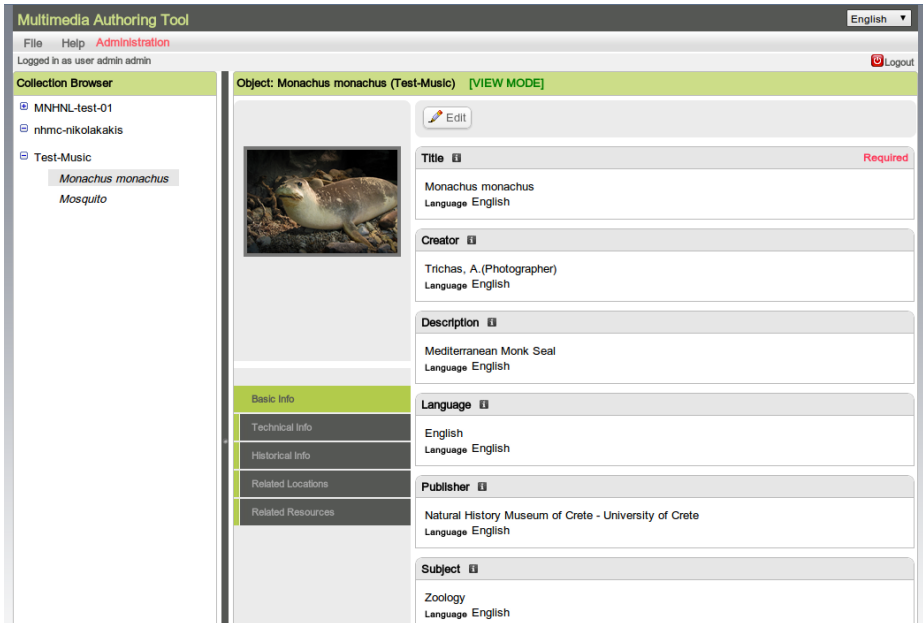 Multimedia Authoring Tool
English
File Help Administration
Logged in as user admin admin
Logout
Collection Browser
MNHNL-test-01
nhmc-nikolakakis
Test-Music
Monachus monachus
Mosquito
Object: Monachus monachus (Test-Music) [VIEW MODE]
Basic Info
Technical Info
Historical Info
Related Locations
Related Resources
Edit
Title Required
Monachus monachus
Language English
Creator
Trichas, A.(Photographer)
Language English
Description
Mediterranean Monk Seal
Language English
Language
English
Language English
Publisher
Natural History Museum of Crete - University of Crete
Language English
Subject
Zoology
Language English